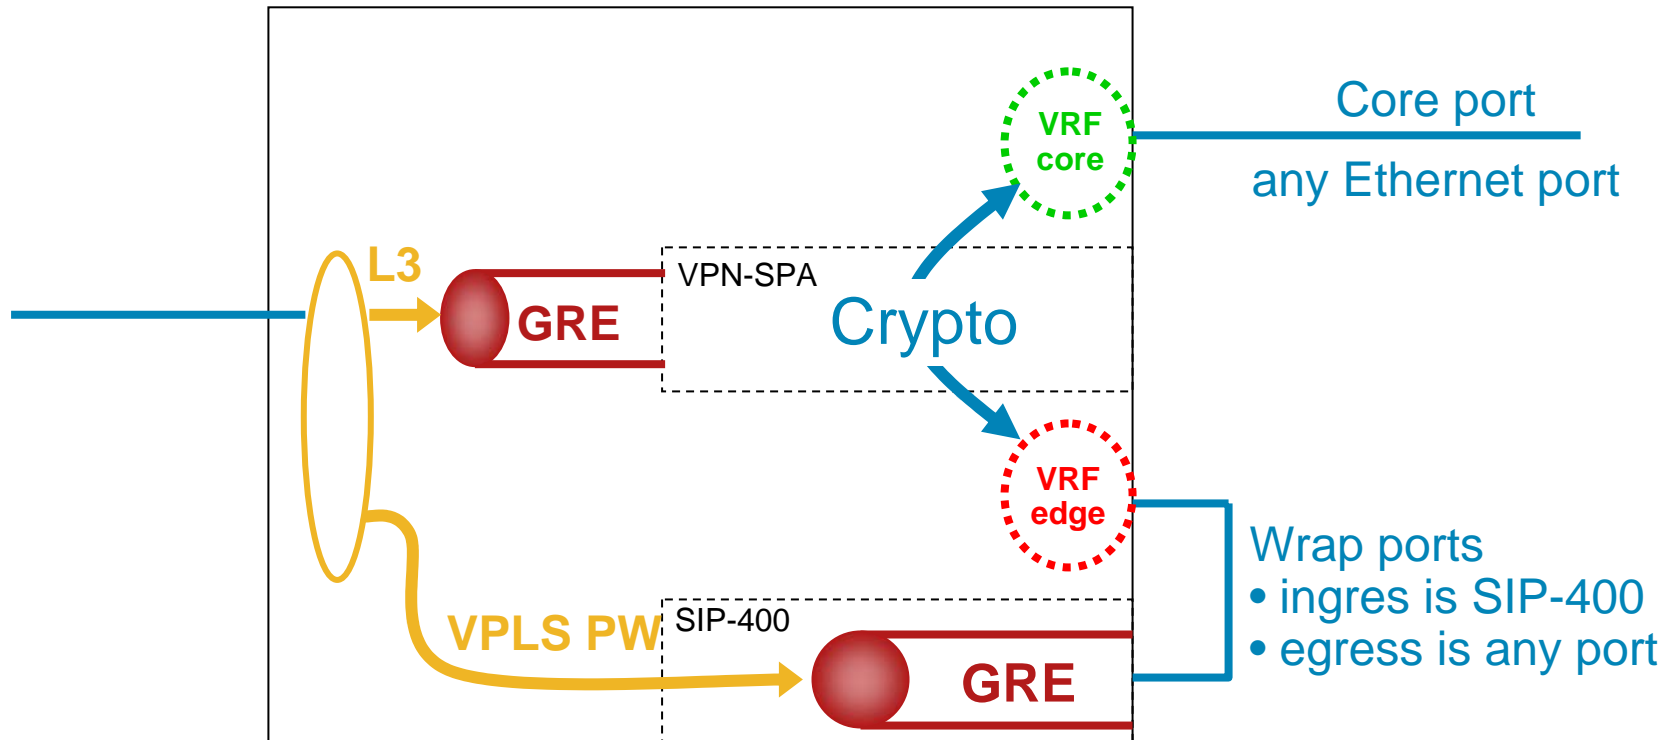 VRF
core
Core port
any Ethernet port
L3
GRE
VPN-SPA
Crypto
VRF
edge
Wrap ports
• ingres is SIP-400
• egress is any port
VPLS PW
SIP-400
GRE